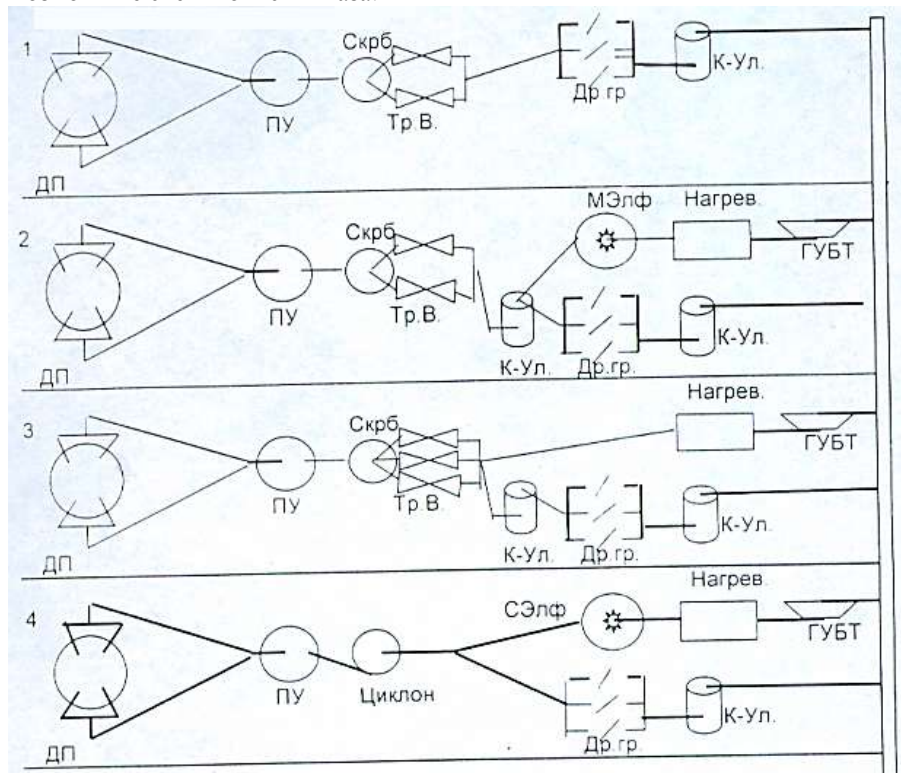 1
Скрб
ПУ
Тр.В.
Др.гр
К-Ул.
ДП
2
Скрб
МЭлф
Нагрев.
ГУБТ
ПУ
Тр.В.
К-Ул.
Др.гр.
К-Ул.
ДП
3
Скрб
Нагрев.
ГУБТ
ПУ
Тр.В.
К-Ул.
Др.гр.
К-Ул.
ДП
4
СЭлф
Нагрев.
ГУБТ
ПУ
Циклон
Др.гр.
К-Ул.
ДП